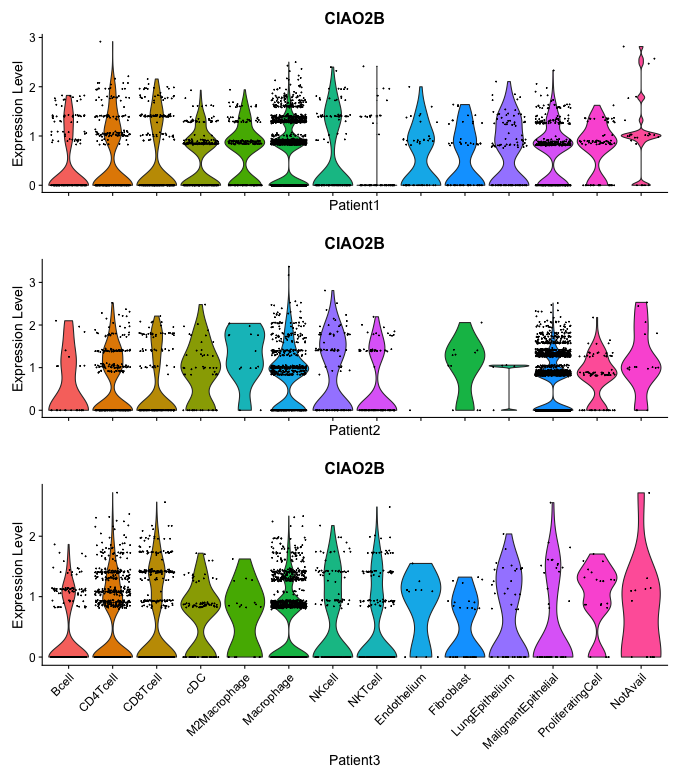 CIAO2B
Expression Level
3
2
1
0
Patient1
CIAO2B
Expression Level
3
2
1
0
Patient2
CIAO2B
Expression Level
2
1
0
Bcell
CD4Tcell
CD8Tcell
cDC
M2Macrophage
Macrophage
NKcell
NKTcell
Endothelium
Fibroblast
LungEpithelium
MalignantEpithelial
ProliferatingCell
NotAvail
Patient3